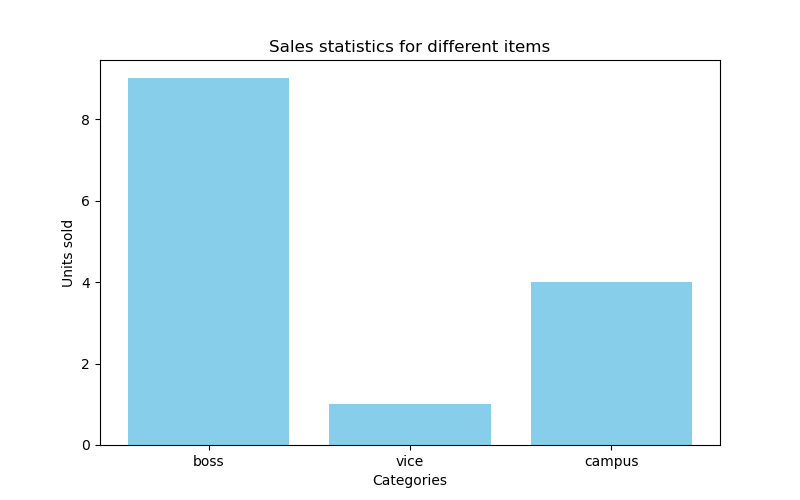 Sales statistics for different items
8
6
4
2
0
Units sold
boss vice campus
Categories